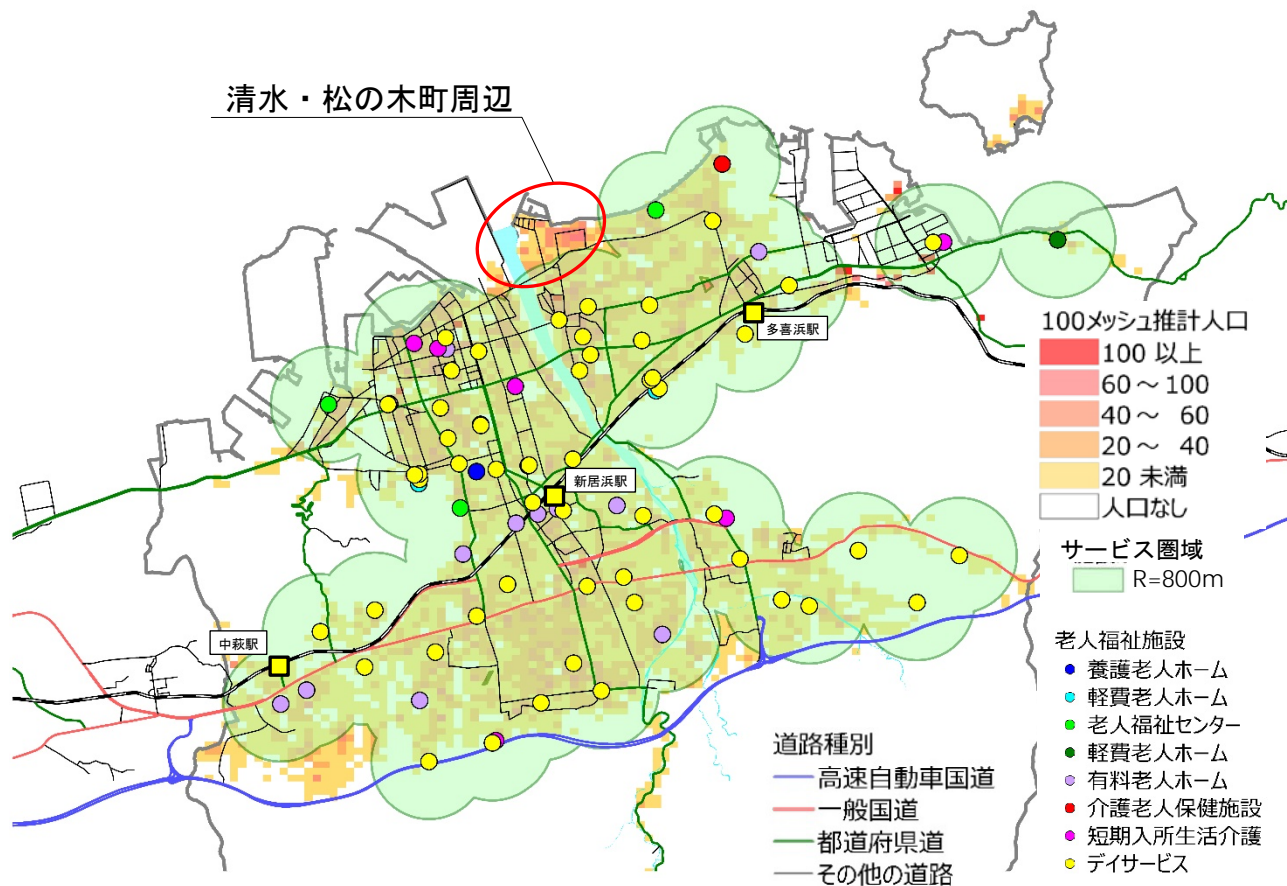 清水・松の木町周辺
多喜浜駅
新居浜駅
中萩駅
100メッシュ推計人口
100 以上
60～100
40～ 60
20～ 40
20 未満
人口なし
サービス圏域
R=800m
老人福祉施設
養護老人ホーム
軽費老人ホーム
老人福祉センター
軽費老人ホーム
有料老人ホーム
介護老人保健施設
短期入所生活介護
デイサービス
道路種別
高速自動車国道
一般国道
都道府県道
その他の道路